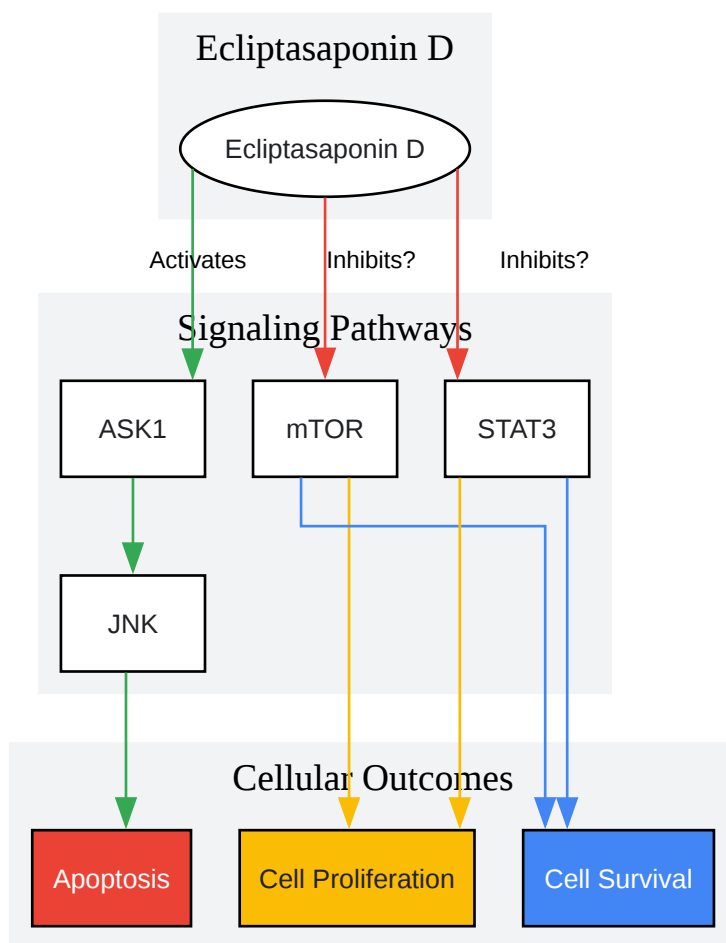 Ecliptasaponin D
Ecliptasaponin D
Activates
Inhibits?
Inhibits?
Signaling Pathways
ASK1
mTOR
STAT3
JNK
Cellular Outcomes
Apoptosis
Cell Proliferation
Cell Survival